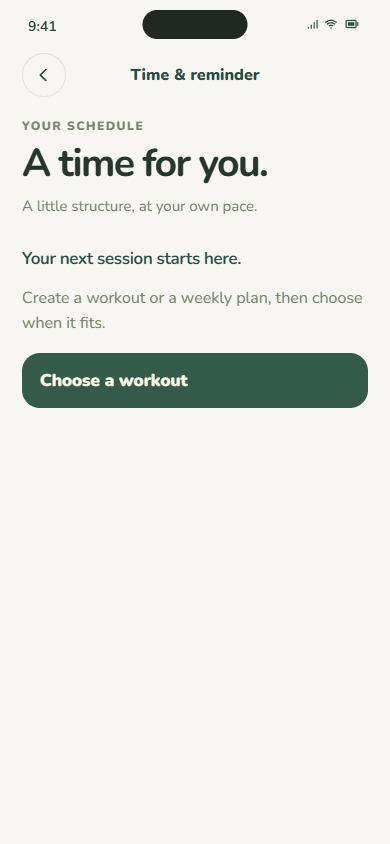 9:41
Time & reminder
YOUR SCHEDULE
A time for you.
A little structure, at your own pace.
Your next session starts here.
Create a workout or a weekly plan, then choose
when it fits.
Choose a workout